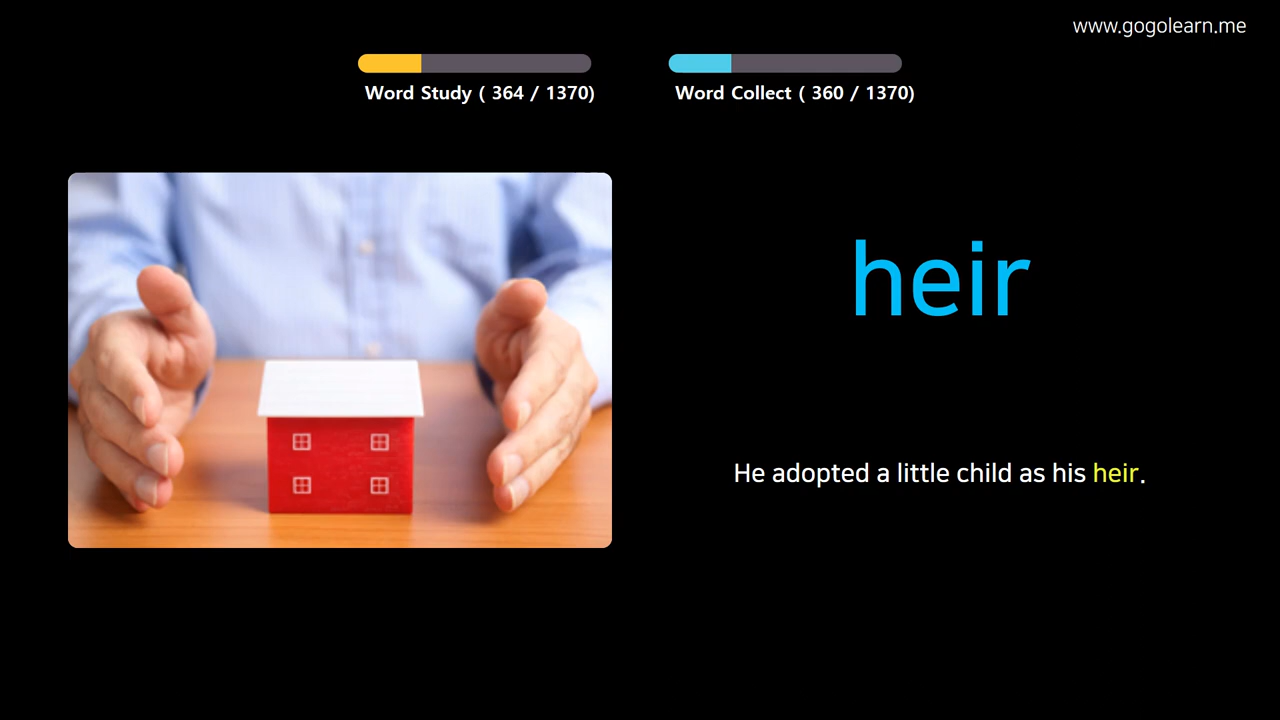 www.gogolearn.me
Word Study ( 364 / 1370)
Word Collect ( 360 / 1370)
heir
He adopted a little child as his heir.